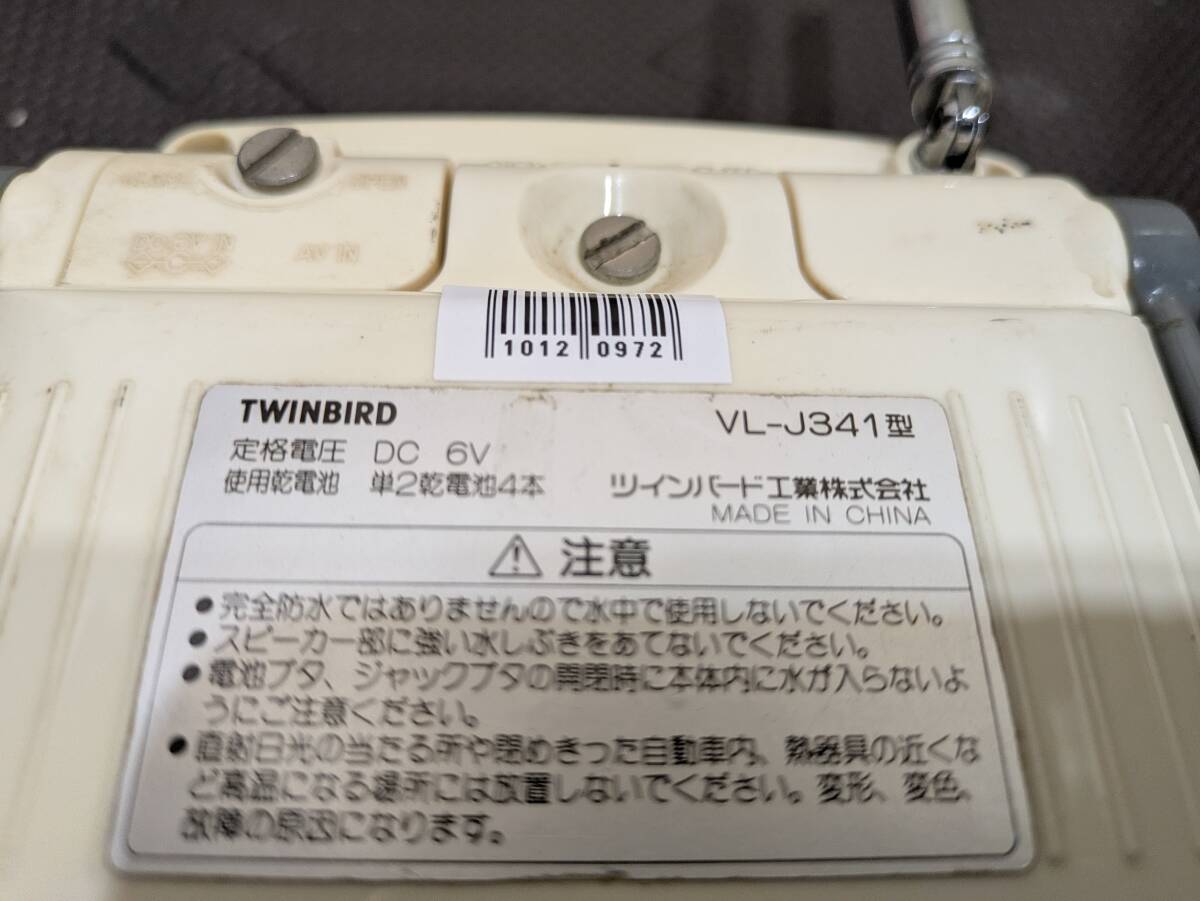 OPEN
AV IN
1012 0972
TWINBIRD
VL-J341型
定格電圧 DC 6V
使用乾電池 単2乾電池4本
ツインバード工業株式会社
MADE IN CHINA
注意
●完全防水ではありませんので水中で使用しないでください。
●スピーカー部に強い水しぶきをあてないでください。
●電池ブタ、ジャックブタの開閉時に本体内に水が入らないよ
うにご注意ください。
●直射日光の当たる所や閉めきった自動車内、熱器具の近くな
ど高温になる場所には放置しないでください。変形、変色、
故障の原因になります。